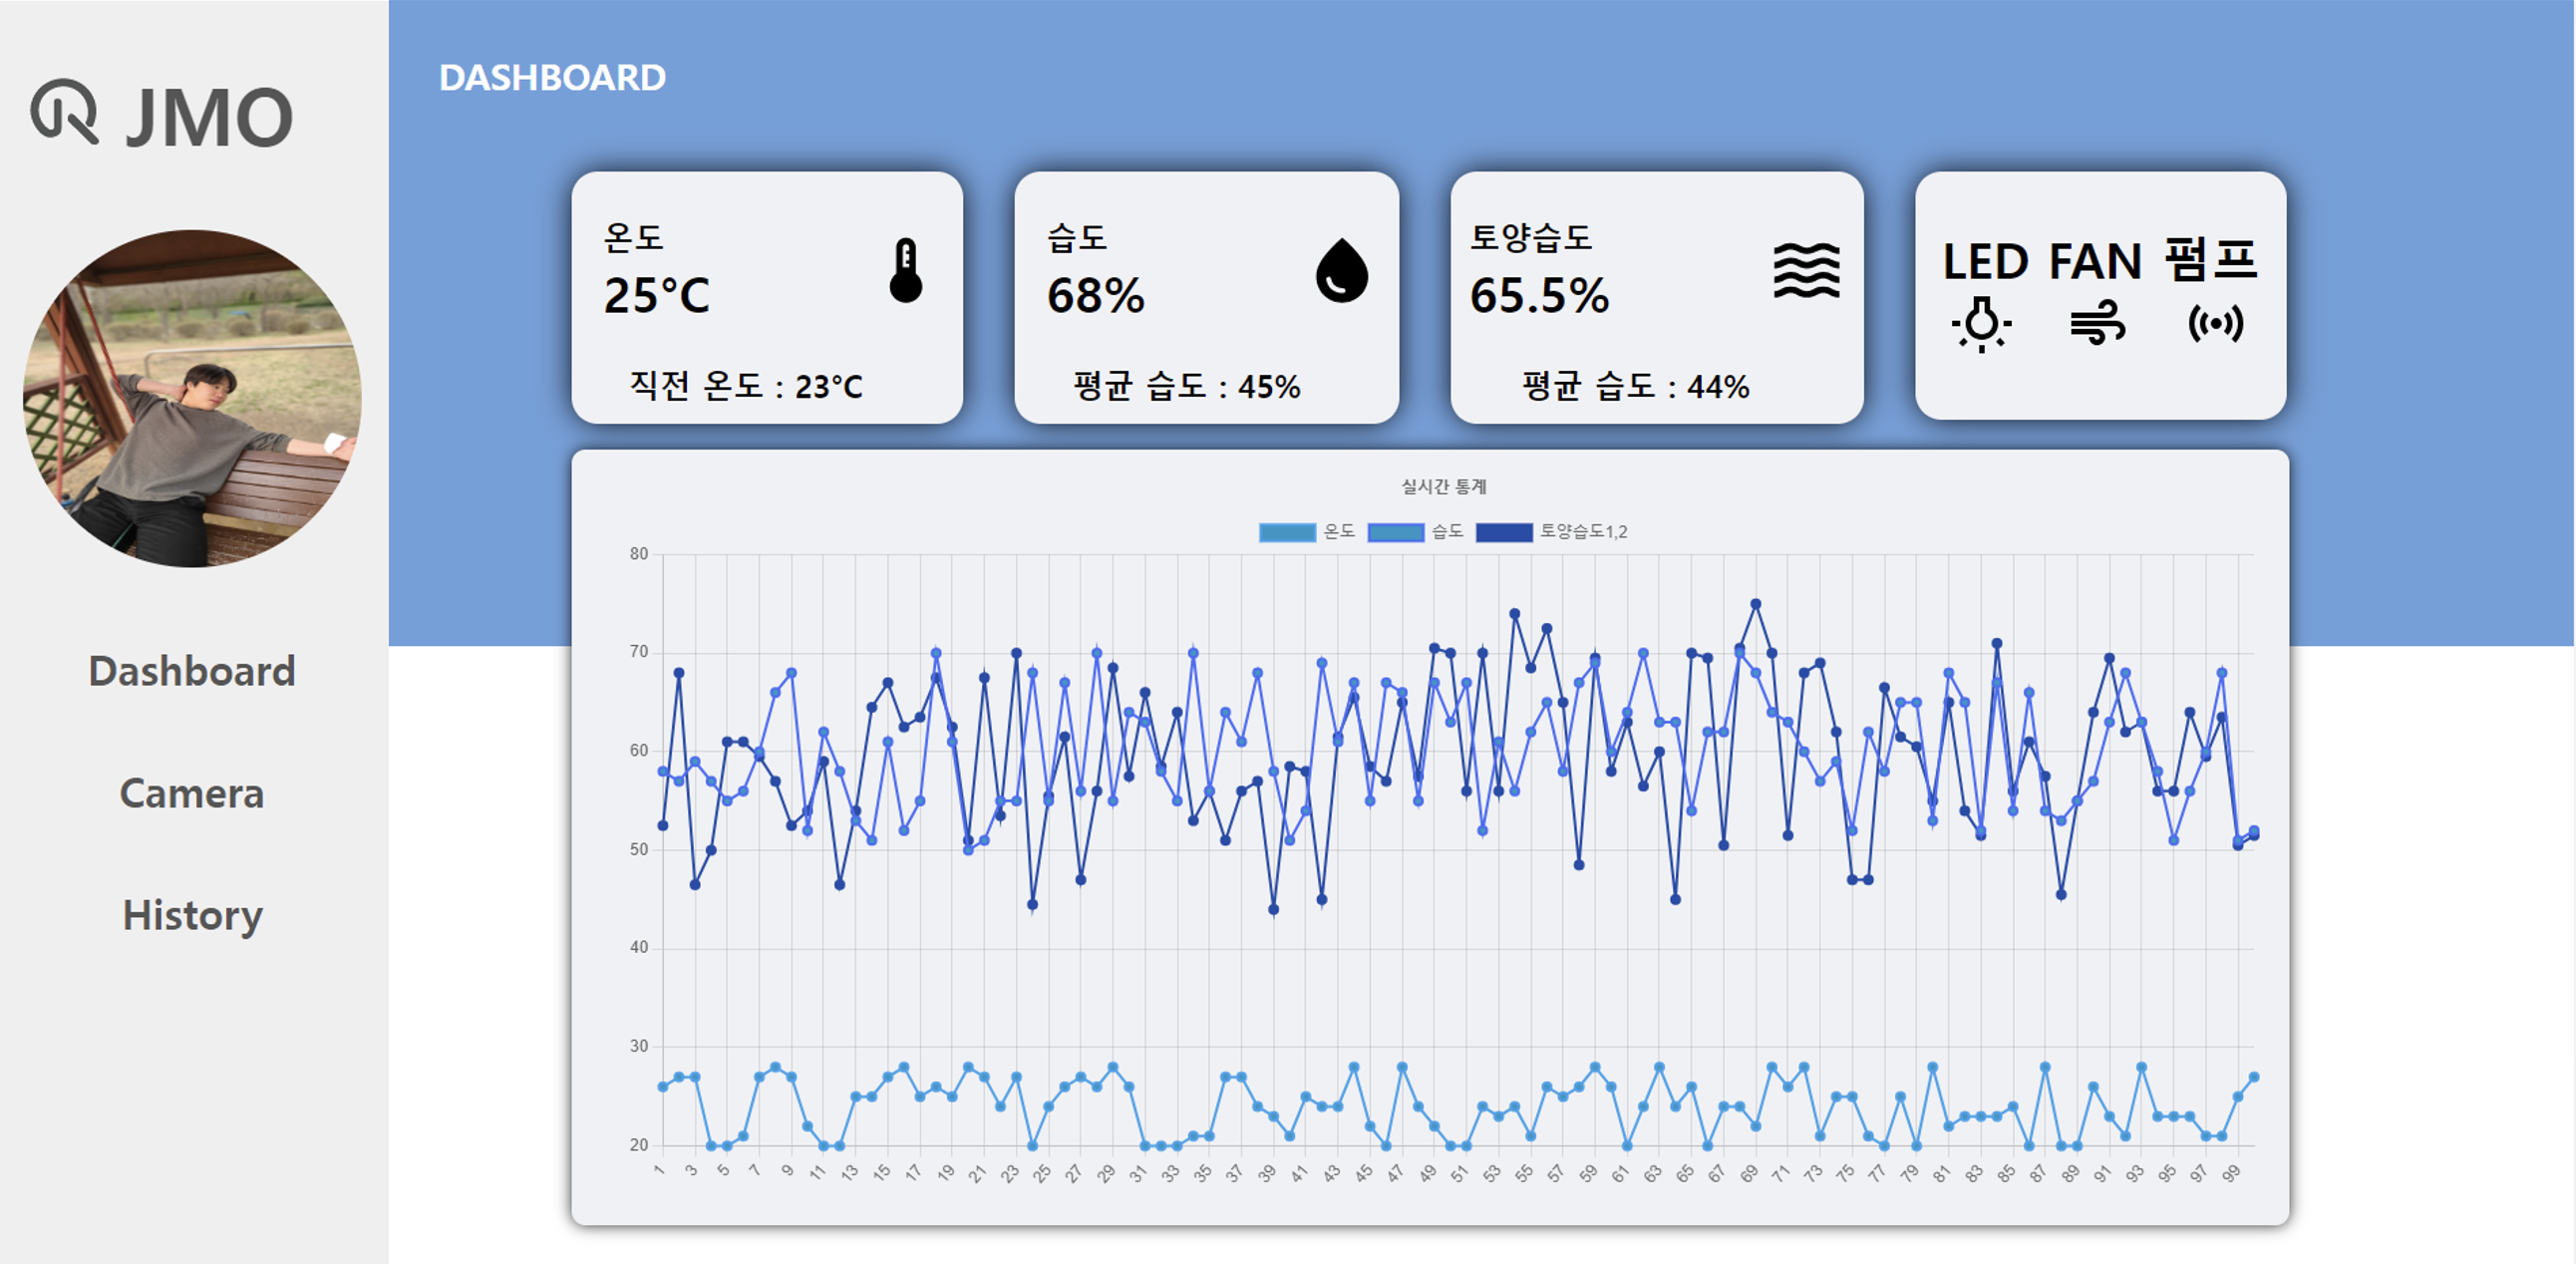 JMO
Dashboard
Camera
History
DASHBOARD
온도
25°C
직전 온도 : 23°C
습도
68%
평균 습도 : 45%
토양습도
65.5%
평균 습도 : 44%
LED FAN 펌프
실시간 통계
온도 습도 토양습도1,2
80
70
60
50
40
30
20
1 3 5 7 9 11 13 15 17 19 21 23 25 27 29 31 33 35 37 39 41 43 45 47 49 51 53 55 57 59 61 63 65 67 69 71 73 75 77 79 81 83 85 87 89 91 93 95 97 99